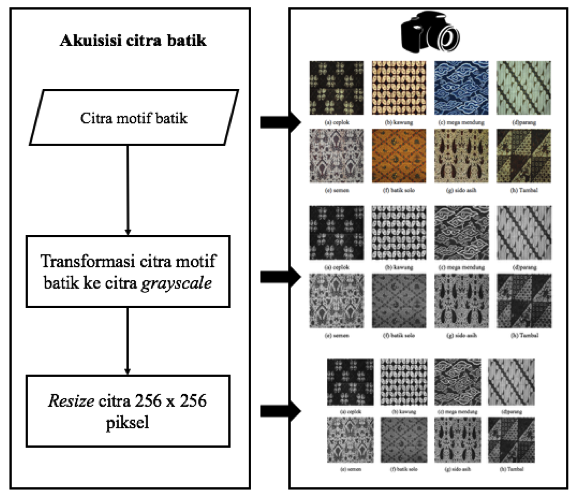 Akuisisi citra batik
Citra motif batik
Transformasi citra motif
batik ke citra grayscale
Resize citra 256 x 256
piksel
(a) ceplok (b) kawung (c) mega mendung (d)parang
(e) semen (f) batik solo (g) sido asih (h) Tambal
(a) ceplok (b) kawung (c) mega mendung (d)parang
(e) semen (f) batik solo (g) sido asih (h) Tambal
(a) ceplok (b) kawung (c) mega mendung (d)parang
(e) semen (f) batik solo (g) sido asih (h) Tambal